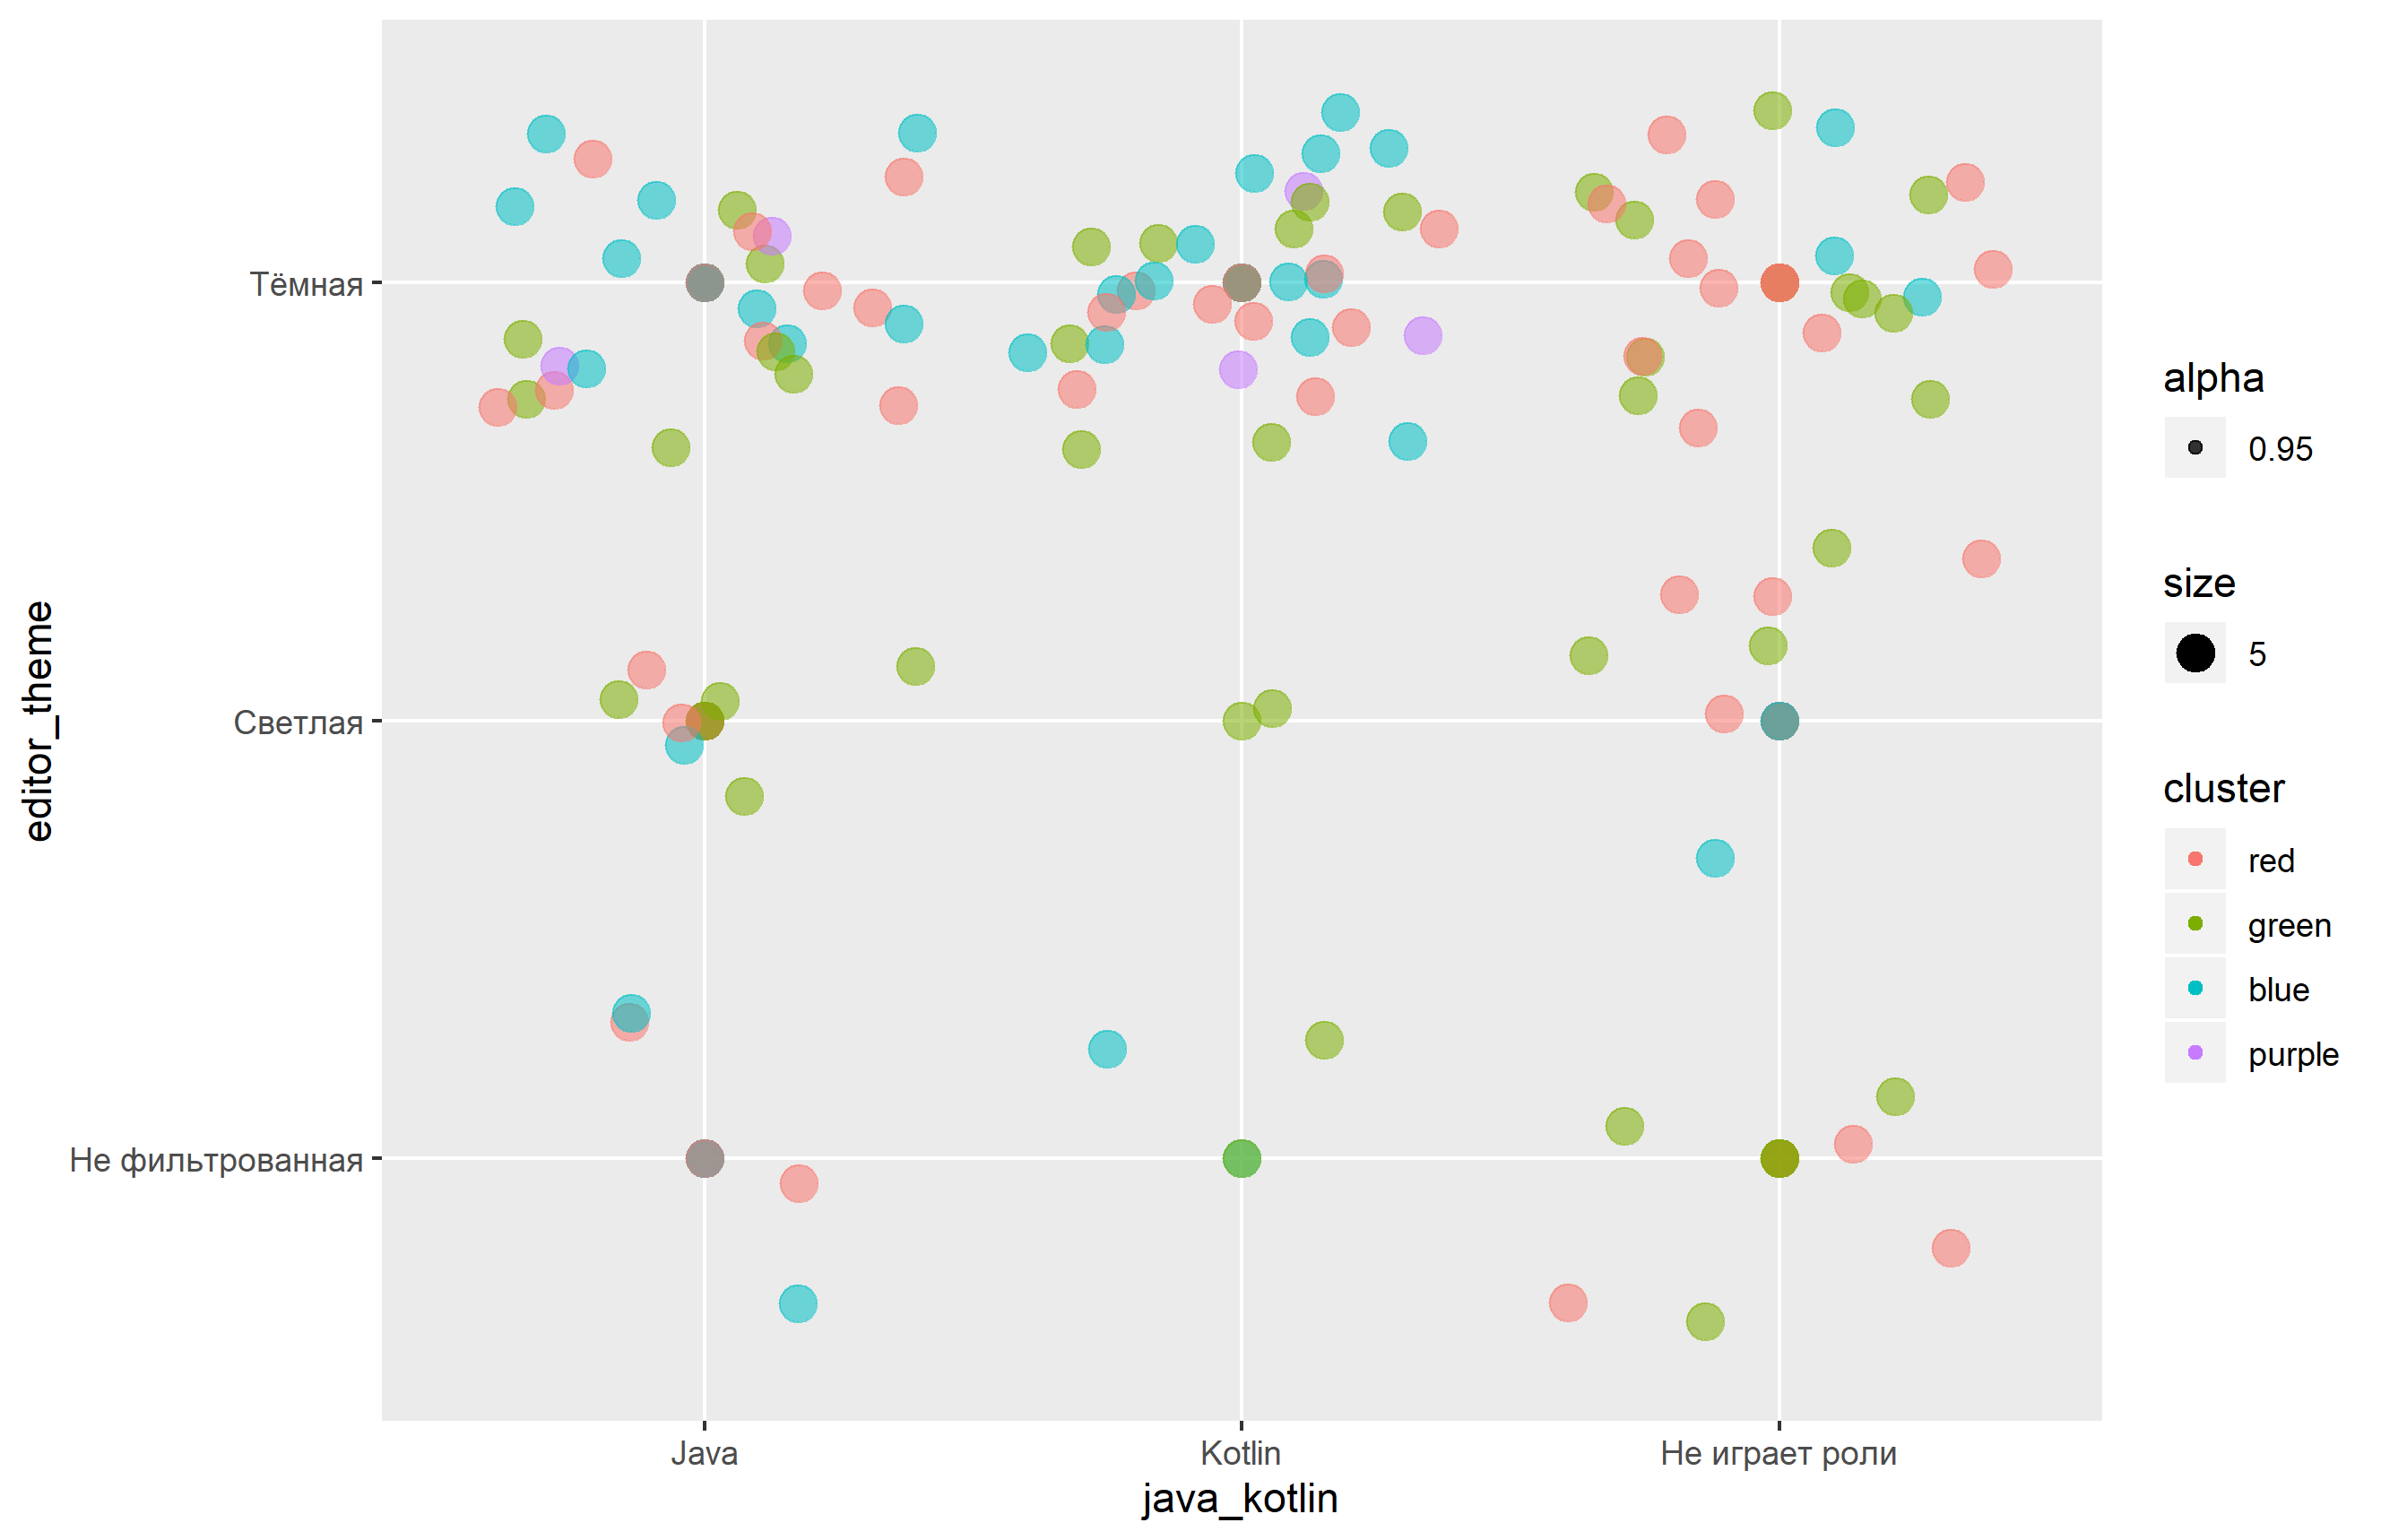 editor_theme
Тёмная
Светлая
Не фильтрованная
Java
Kotlin
Не играет роли
java_kotlin
alpha
0.95
size
5
cluster
red
green
blue
purple